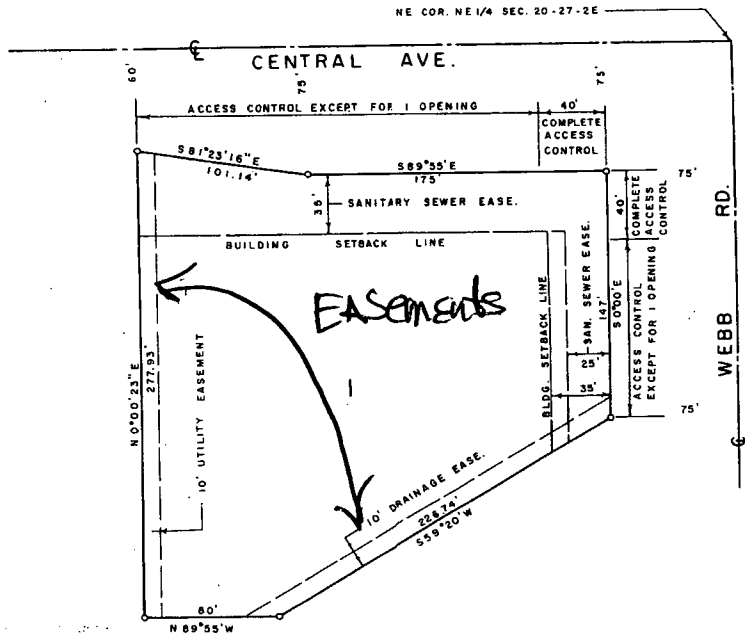 NE COR. NE 1/4 SEC. 20-27-2E
℄
CENTRAL AVE.
60'
75'
75'
ACCESS CONTROL EXCEPT FOR 1 OPENING
40'
COMPLETE
ACCESS
CONTROL
S 81°23'16"E
101.14'
S89°55'E
175'
75'
35'
SANITARY SEWER EASE.
40'
COMPLETE
ACCESS
CONTROL
BUILDING SETBACK LINE
WEBB RD.
℄
EASements
N 0°00'23"E
277.93'
10' UTILITY EASEMENT
1
BLDG. SETBACK LINE
SAN. SEWER EASE.
25'
35'
147'
S 0°00'E
ACCESS CONTROL
EXCEPT FOR 1 OPENING
75'
10' DRAINAGE EASE.
226.74'
S59°20'W
80'
N 89°55'W